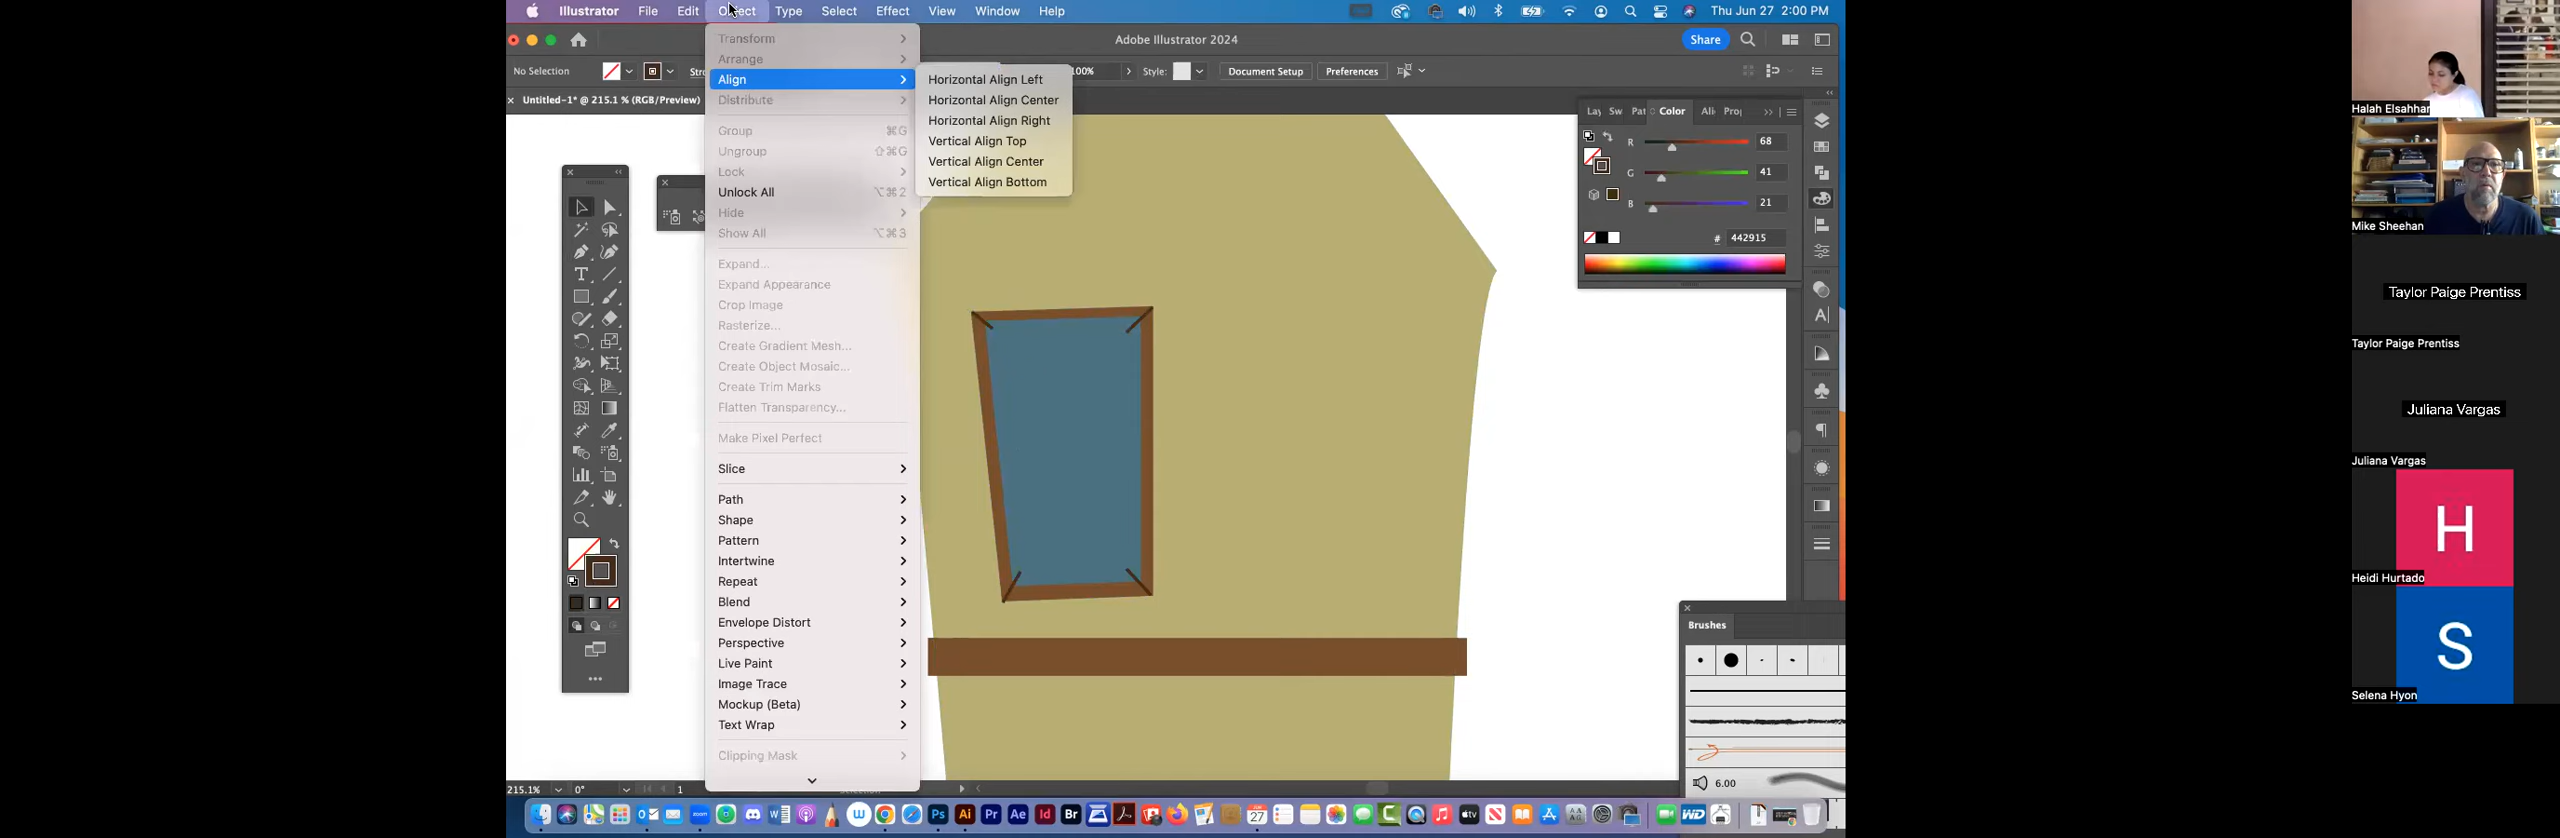 Illustrator File Edit Object Type Select Effect View Window Help Thu Jun 27 2:00 PM
Adobe Illustrator 2024 Share
No Selection 100% Style: Document Setup Preferences
Untitled-1* @ 215.1 % (RGB/Preview)
Transform
Arrange
Align
Distribute
Group ⌘G
Ungroup ⇧⌘G
Lock
Unlock All ⌥⌘2
Hide
Show All ⌥⌘3
Expand...
Expand Appearance
Crop Image
Rasterize...
Create Gradient Mesh...
Create Object Mosaic...
Create Trim Marks
Flatten Transparency...
Make Pixel Perfect
Slice
Path
Shape
Pattern
Intertwine
Repeat
Blend
Envelope Distort
Perspective
Live Paint
Image Trace
Mockup (Beta)
Text Wrap
Clipping Mask
Horizontal Align Left
Horizontal Align Center
Horizontal Align Right
Vertical Align Top
Vertical Align Center
Vertical Align Bottom
Color
R 68
G 41
B 21
# 442915
Brushes
6.00
215.1% 0° 1
Halah Elsahhar
Mike Sheehan
Taylor Paige Prentiss
Taylor Paige Prentiss
Juliana Vargas
Juliana Vargas
H
Heidi Hurtado
S
Selena Hyon